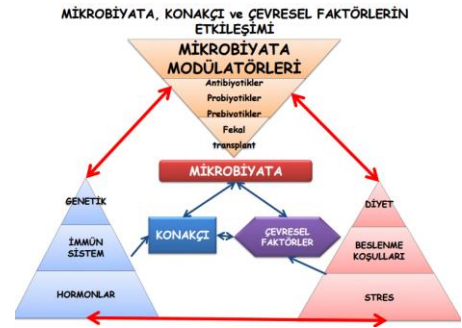 MİKROBİYATA, KONAKÇI ve ÇEVRESEL FAKTÖRLERİN
ETKİLEŞİMİ
MİKROBİYATA
MODÜLATÖRLERİ
Antibiyotikler
Probiyotikler
Prebiyotikler
Fekal
transplant
MİKROBİYATA
GENETİK
İMMÜN
SİSTEM
HORMONLAR
KONAKÇI
ÇEVRESEL
FAKTÖRLER
DİYET
BESLENME
KOŞULLARI
STRES